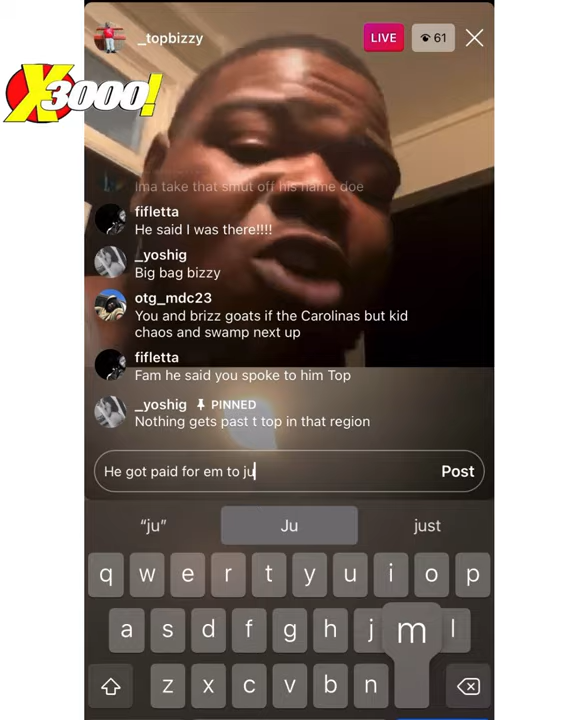 _topbizzy
LIVE
61
X3000!
Ima take that smut off his name doe
fifletta
He said I was there!!!!
_yoshig
Big bag bizzy
otg_mdc23
You and brizz goats if the Carolinas but kid
chaos and swamp next up
fifletta
Fam he said you spoke to him Top
_yoshig PINNED
Nothing gets past t top in that region
He got paid for em to ju
Post
“ju” Ju just
q w e r t y u i o p
a s d f g h j m l
z x c v b n